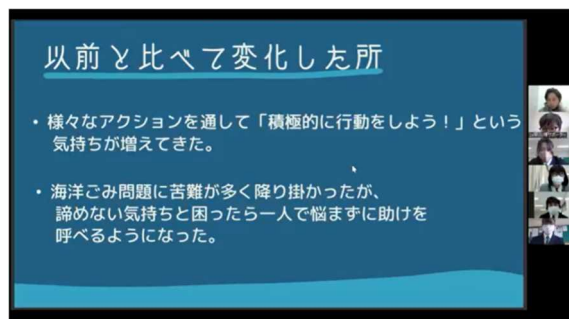 以前と比べて変化した所
・様々なアクションを通して「積極的に行動をしよう！」という
気持ちが増えてきた。
・海洋ごみ問題に苦難が多く降り掛かったが、
諦めない気持ちと困ったら一人で悩まずに助けを
呼べるようになった。